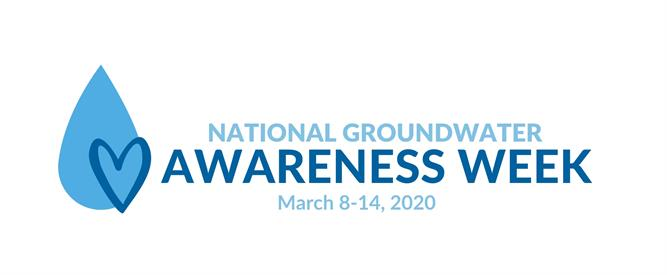 NATIONAL GROUNDWATER
AWARENESS WEEK
March 8-14, 2020